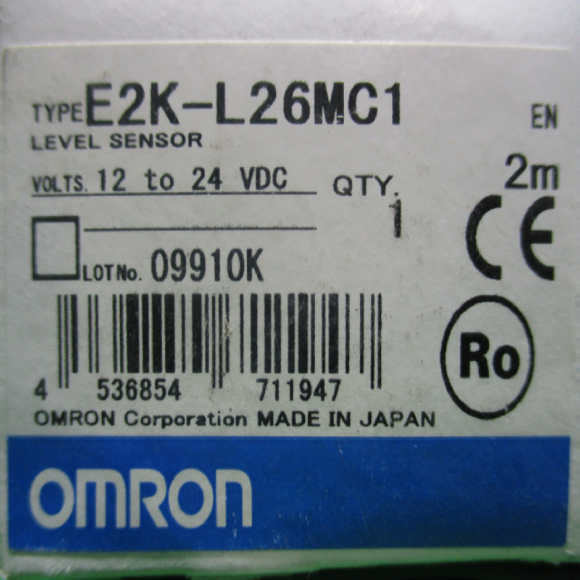 TYPE E2K-L26MC1 EN
LEVEL SENSOR
VOLTS. 12 to 24 VDC QTY. 2m
1 CE
LOT No. 09910K
Ro
4 536854 711947
OMRON Corporation MADE IN JAPAN
OMRON